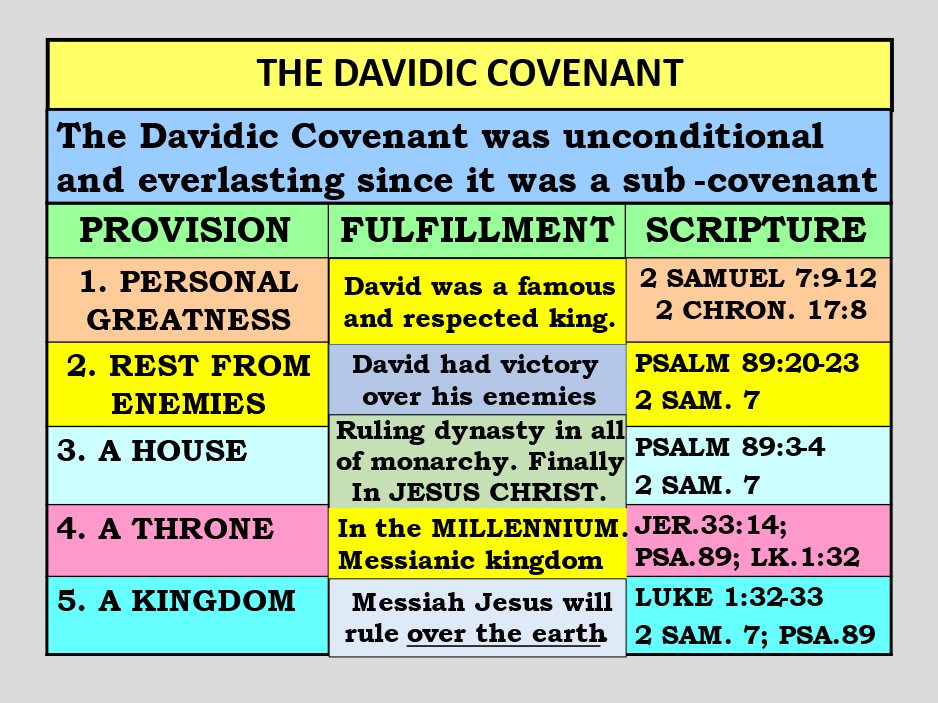 THE DAVIDIC COVENANT
The Davidic Covenant was unconditional
and everlasting since it was a sub -covenant
PROVISION
FULFILLMENT
SCRIPTURE
1. PERSONAL
GREATNESS
David was a famous
and respected king.
2 SAMUEL 7:9-12
2 CHRON. 17:8
2. REST FROM
ENEMIES
David had victory
over his enemies
PSALM 89:20-23
2 SAM. 7
3. A HOUSE
Ruling dynasty in all
of monarchy. Finally
In JESUS CHRIST.
PSALM 89:3-4
2 SAM. 7
4. A THRONE
In the MILLENNIUM.
Messianic kingdom
JER.33:14;
PSA.89; LK.1:32
5. A KINGDOM
Messiah Jesus will
rule over the earth
LUKE 1:32-33
2 SAM. 7; PSA.89